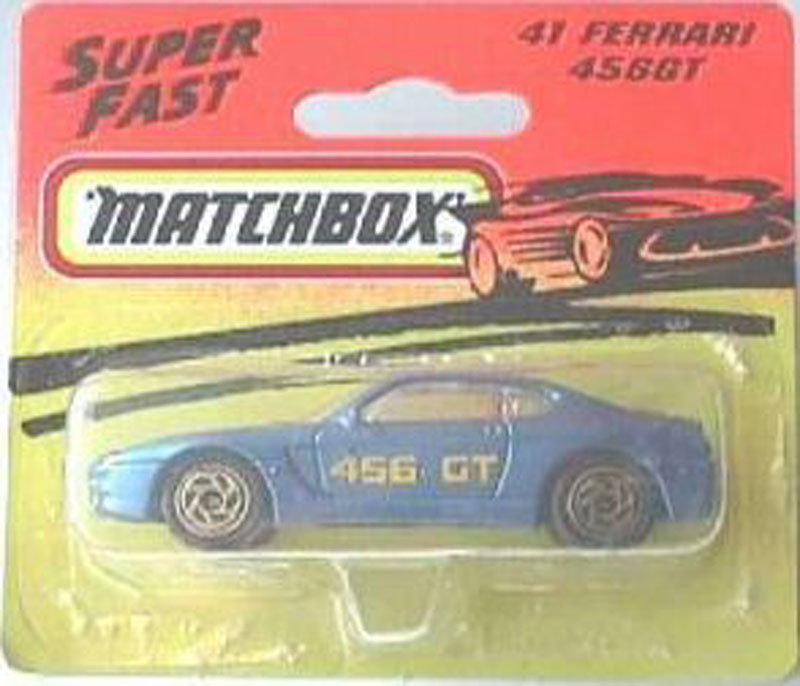 SUPER
FAST
41 FERRARI
456GT
"MATCHBOX"®
456 GT